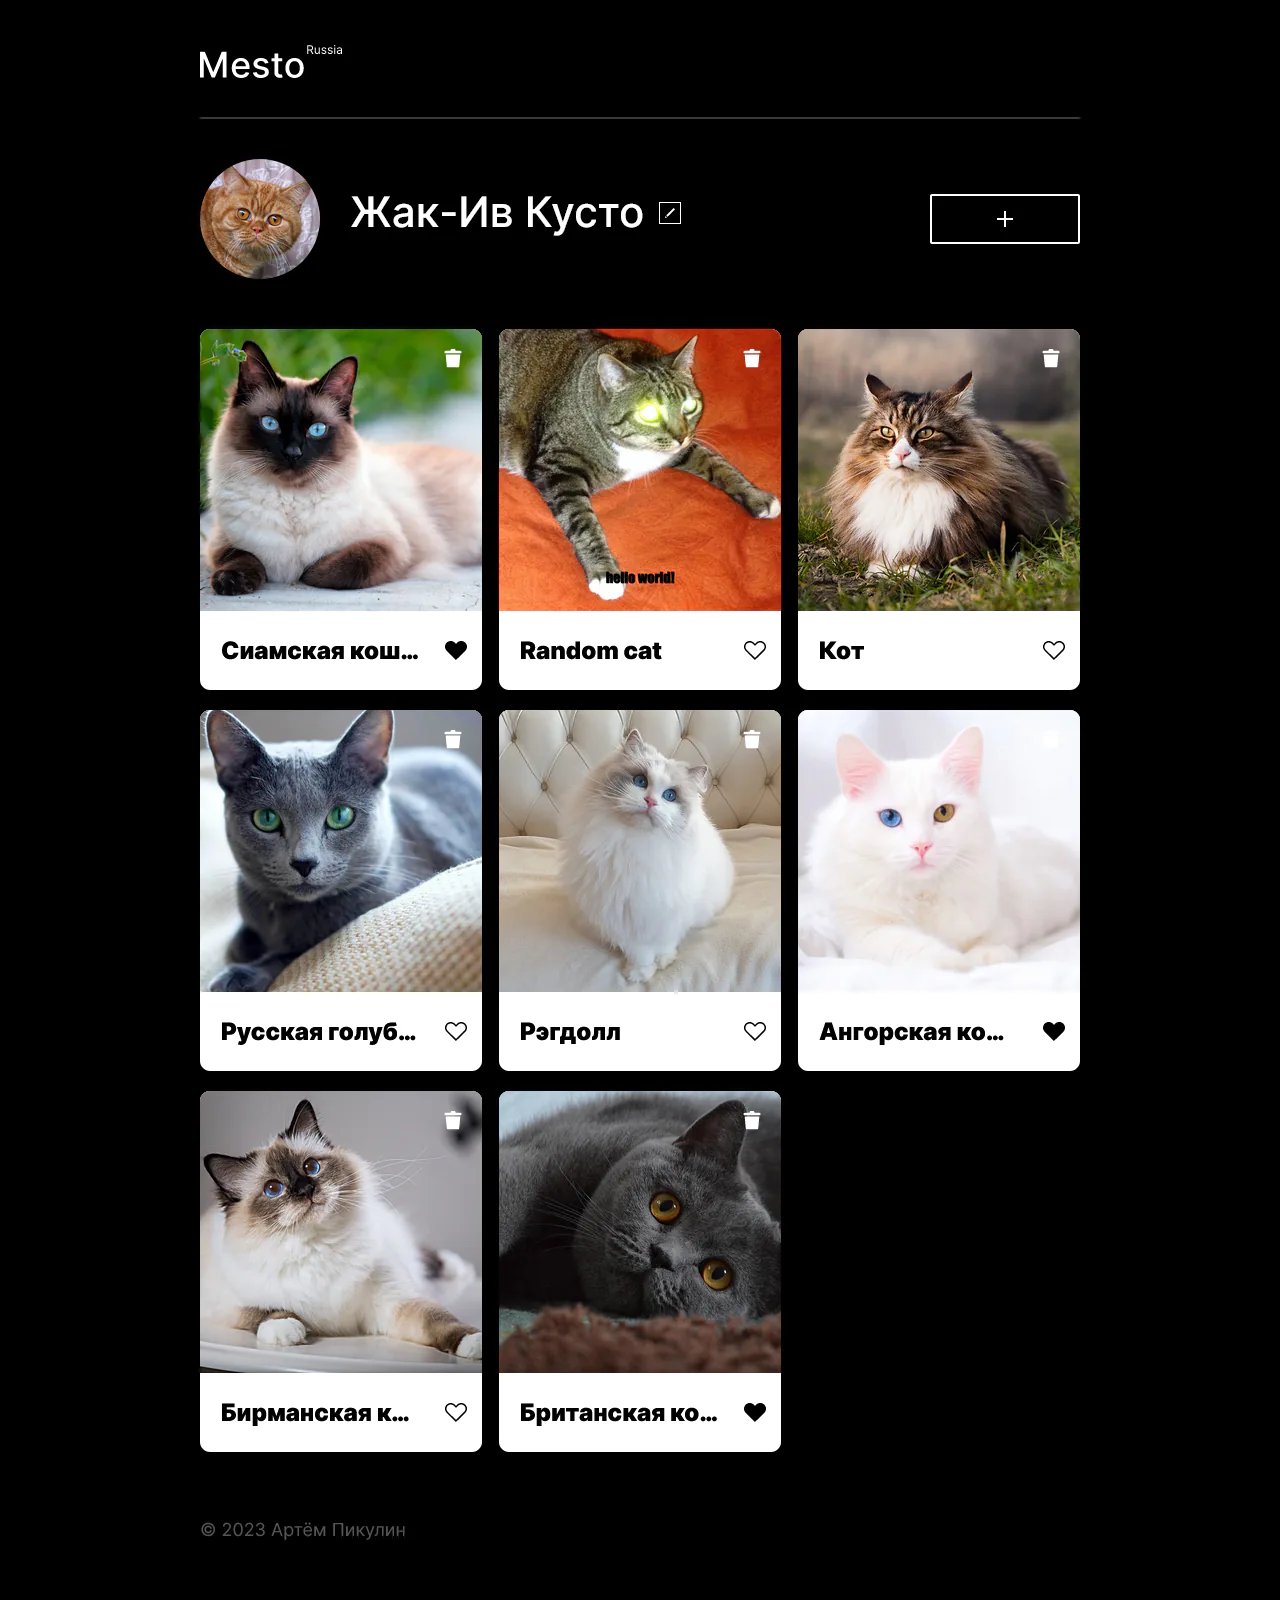 Mesto Russia
Жак-Ив Кусто
hello world!
Сиамская кош...
Random cat
Кот
Русская голуб...
Рэгдолл
Ангорская ко...
Бирманская к...
Британская ко...
© 2023 Артём Пикулин